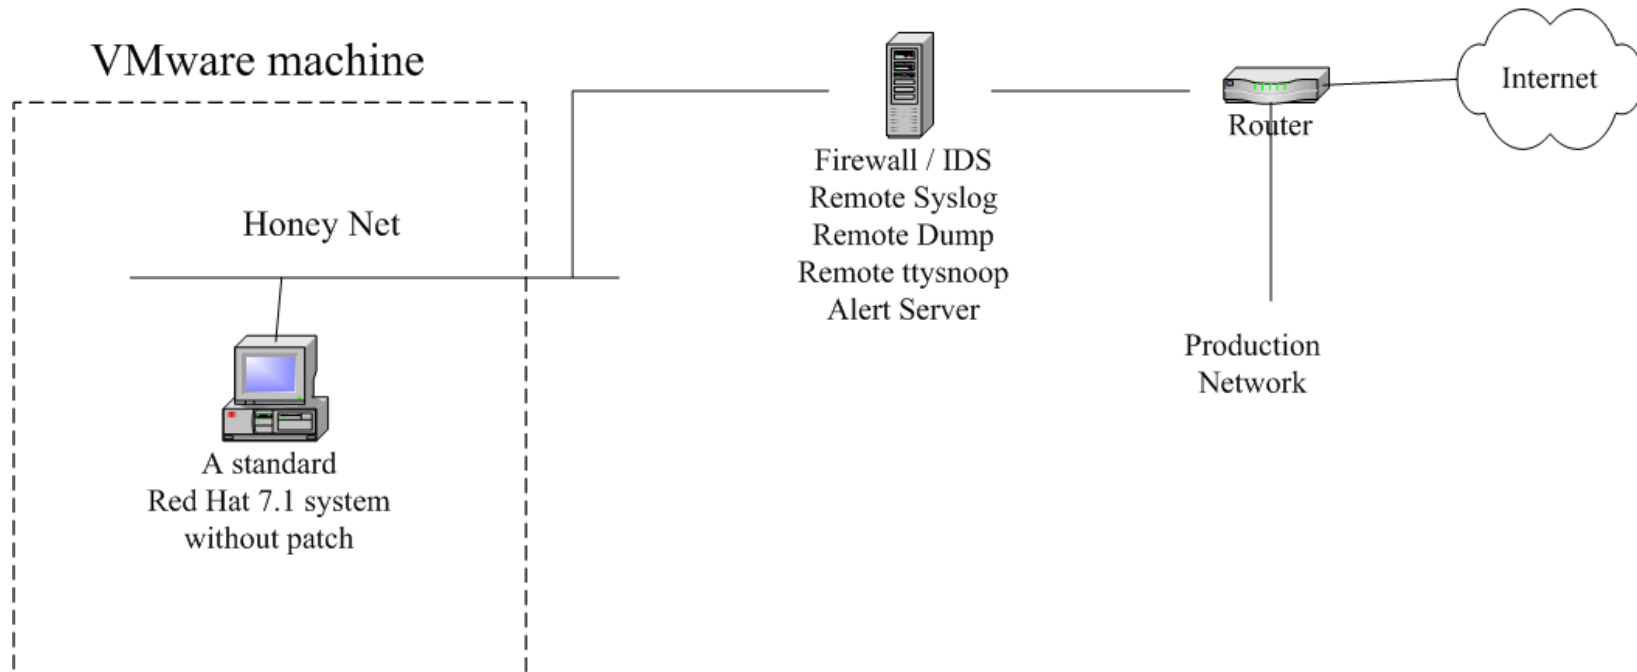 VMware machine
Honey Net
A standard
Red Hat 7.1 system
without patch
Firewall / IDS
Remote Syslog
Remote Dump
Remote ttysnoop
Alert Server
Router
Internet
Production
Network